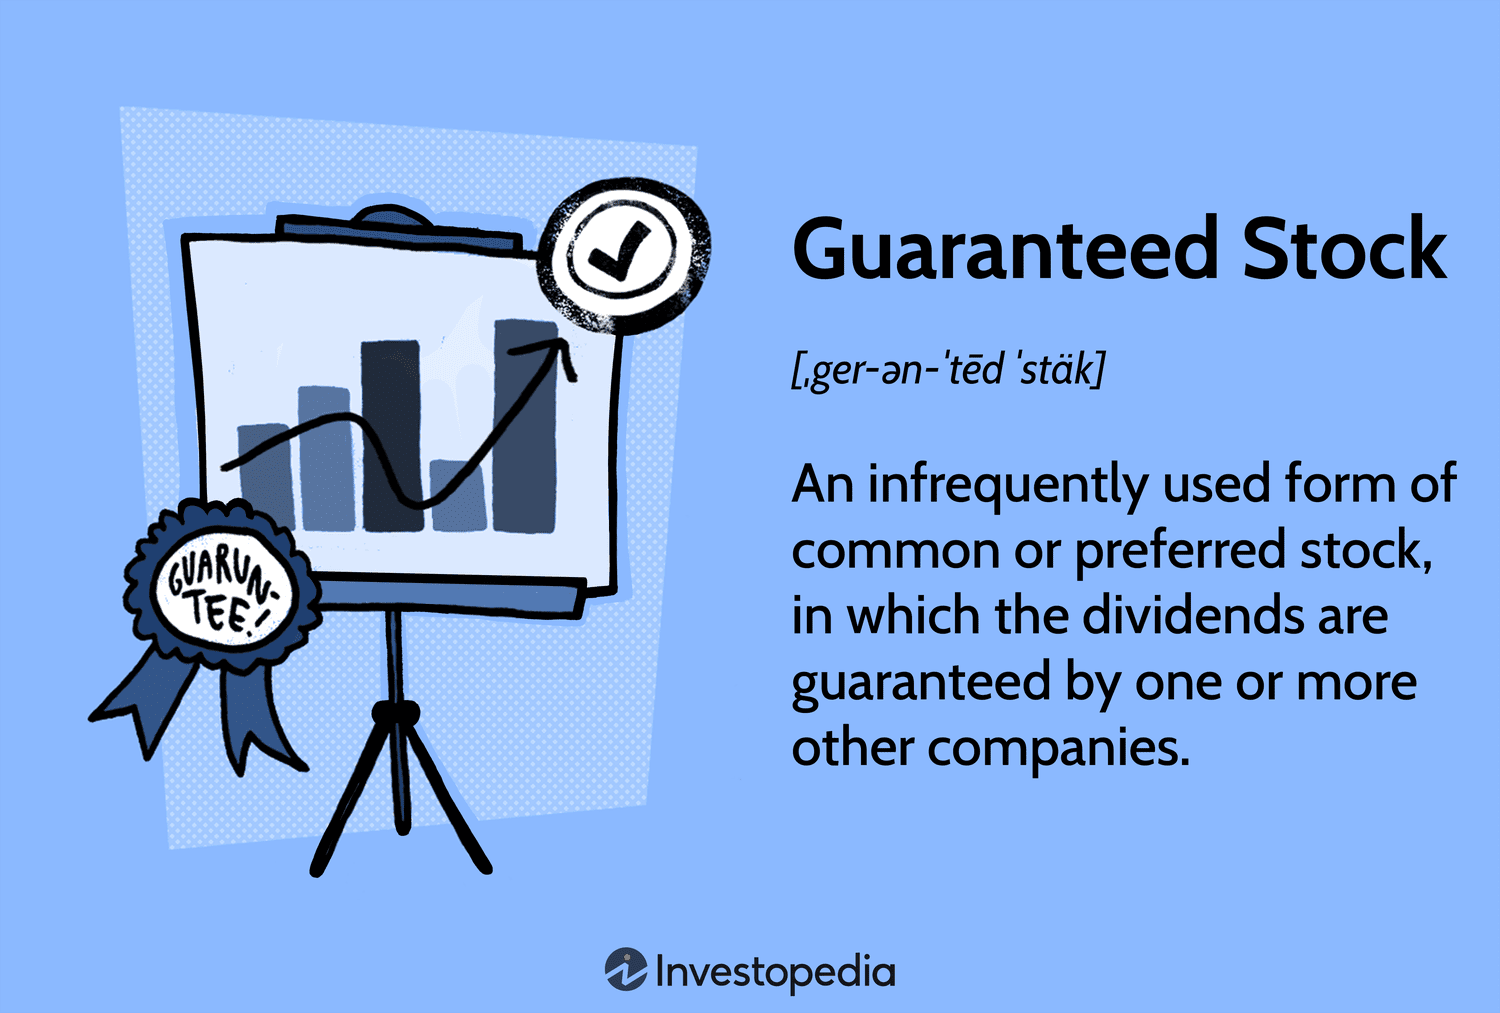 GUARUN-
TEE!
Guaranteed Stock
[ˌger-ən-ˈtēd ˈstäk]
An infrequently used form of
common or preferred stock,
in which the dividends are
guaranteed by one or more
other companies.
Investopedia